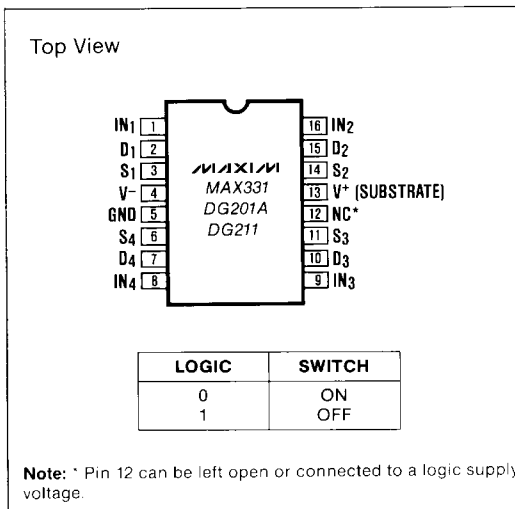 Top View
IN1 1 16 IN2
D1 2 15 D2
S1 3 MAXIM 14 S2
V- 4 MAX331 13 V+ (SUBSTRATE)
GND 5 DG201A 12 NC*
S4 6 DG211 11 S3
D4 7 10 D3
IN4 8 9 IN3
LOGIC SWITCH
0 ON
1 OFF
Note: * Pin 12 can be left open or connected to a logic supply
voltage.